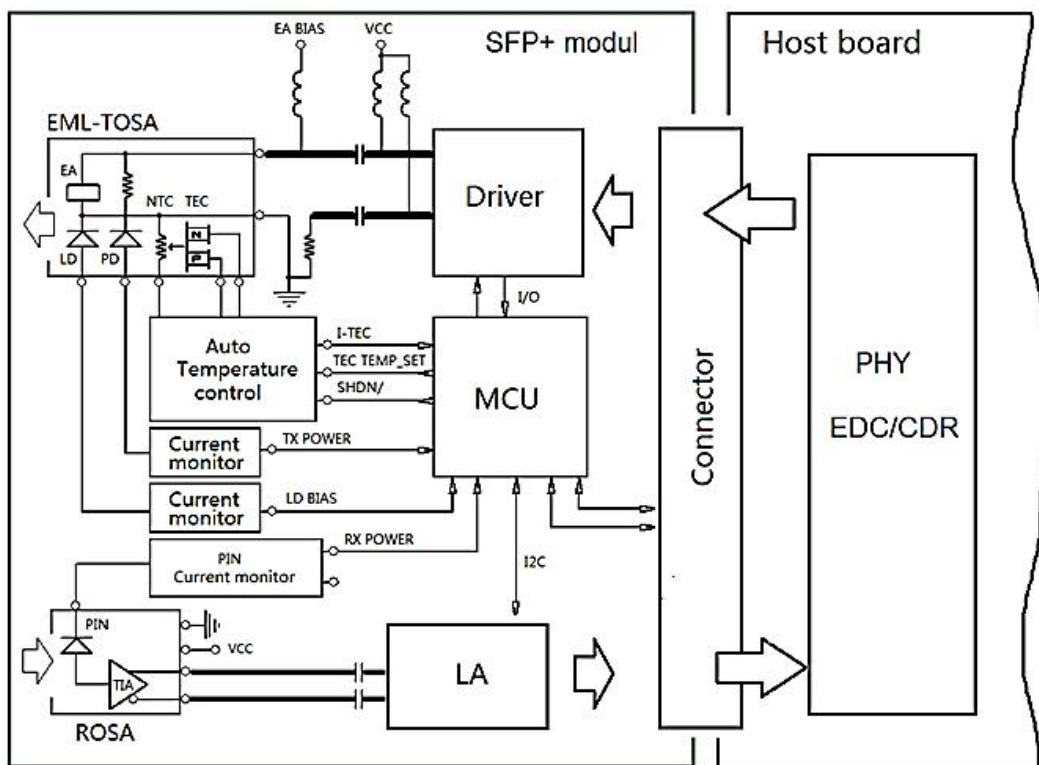 EA BIAS
VCC
SFP+ modul
Host board
EML-TOSA
EA
NTC
TEC
LD
PD
N
P
Driver
I/O
Auto
Temperature
control
I-TEC
TEC TEMP_SET
SHDN/
MCU
Connector
PHY
EDC/CDR
Current
monitor
TX POWER
Current
monitor
LD BIAS
PIN
Current monitor
RX POWER
I2C
PIN
VCC
TIA
LA
ROSA